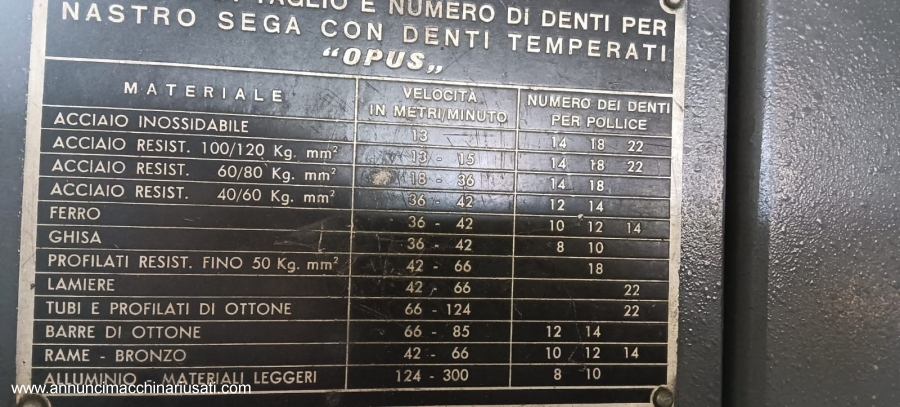 TAGLIO E NUMERO DI DENTI PER
NASTRO SEGA CON DENTI TEMPERATI
"OPUS„
MATERIALE VELOCITÀ IN METRI/MINUTO NUMERO DEI DENTI PER POLLICE
ACCIAIO INOSSIDABILE 13 14 18 22
ACCIAIO RESIST. 100/120 Kg. mm² 13 - 15 14 18 22
ACCIAIO RESIST. 60/80 Kg. mm² 18 - 36 14 18
ACCIAIO RESIST. 40/60 Kg. mm² 36 - 42 12 14
FERRO 36 - 42 10 12 14
GHISA 36 - 42 8 10
PROFILATI RESIST. FINO 50 Kg. mm² 42 - 66 18
LAMIERE 42 - 66 22
TUBI E PROFILATI DI OTTONE 66 - 124 22
BARRE DI OTTONE 66 - 85 12 14
RAME - BRONZO 42 - 66 10 12 14
ALLUMINIO - MATERIALI LEGGERI 124 - 300 8 10
www.annuncimacchinariusati.com